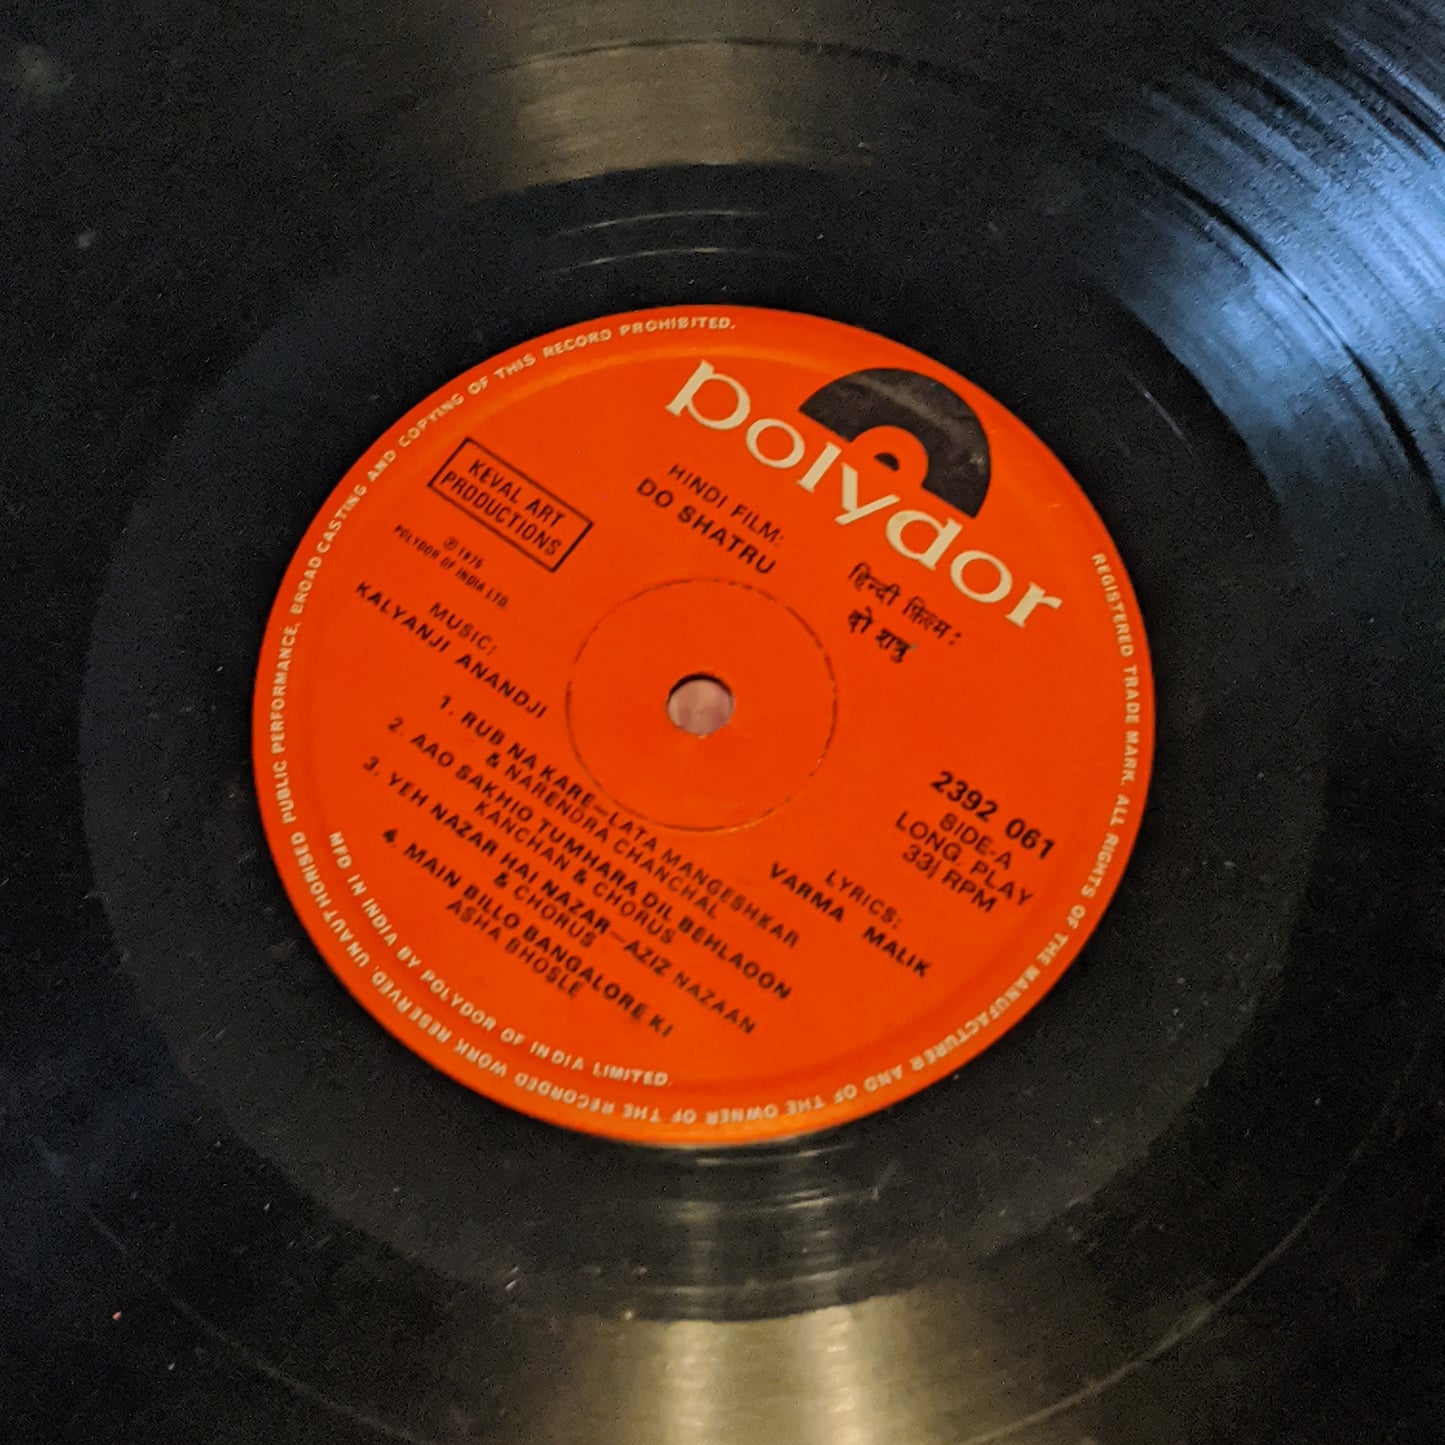 polydor
HINDI FILM:
DO SHATRU
हिन्दी फ़िल्म :
दो शत्रु
KEVAL ART
PRODUCTIONS
Ⓟ 1976
POLYDOR OF INDIA LTD.
MUSIC:
KALYANJI ANANDJI
2392 061
SIDE-A
LONG. PLAY
33⅓ RPM
LYRICS:
VARMA MALIK
1. RUB NA KARE—LATA MANGESHKAR
& NARENDRA CHANCHAL
2. AAO SAKHIO TUMHARA DIL BEHLAOON
KANCHAN & CHORUS
3. YEH NAZAR HAI NAZAR—AZIZ NAZAAN
& CHORUS
4. MAIN BILLO BANGALORE KI
ASHA BHOSLE
MFD IN INDIA BY POLYDOR OF INDIA LIMITED.
REGISTERED TRADE MARK. ALL RIGHTS OF THE MANUFACTURER AND OF THE OWNER OF THE RECORDED WORK RESERVED. UNAUTHORISED PUBLIC PERFORMANCE, BROADCASTING AND COPYING OF THIS RECORD PROHIBITED.